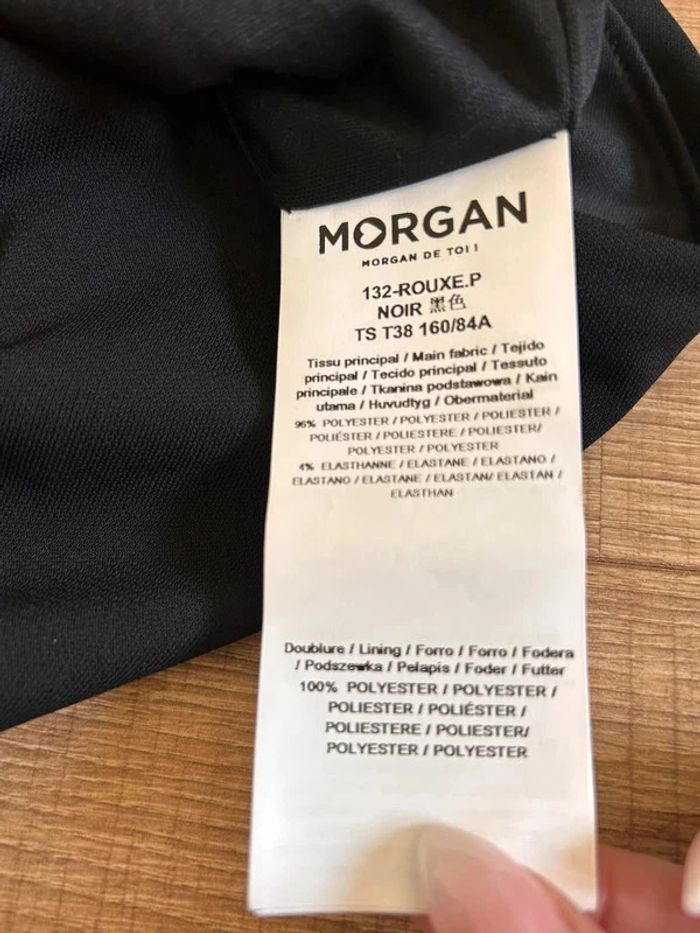 MORGAN
MORGAN DE TOI !
132-ROUXE.P
NOIR 黑色
TS T38 160/84A
Tissu principal / Main fabric / Tejido
principal / Tecido principal / Tessuto
principale / Tkanina podstawowa / Kain
utama / Huvudtyg / Obermaterial
96% POLYESTER / POLYESTER / POLIESTER /
POLIÉSTER / POLIESTERE / POLIESTER/
POLYESTER / POLYESTER
4% ELASTHANNE / ELASTANE / ELASTANO /
ELASTANO / ELASTANE / ELASTAN/ ELASTAN /
ELASTHAN
Doublure / Lining / Forro / Forro / Fodera
/ Podszewka / Pelapis / Foder / Futter
100% POLYESTER / POLYESTER /
POLIESTER / POLIÉSTER /
POLIESTERE / POLIESTER/
POLYESTER / POLYESTER